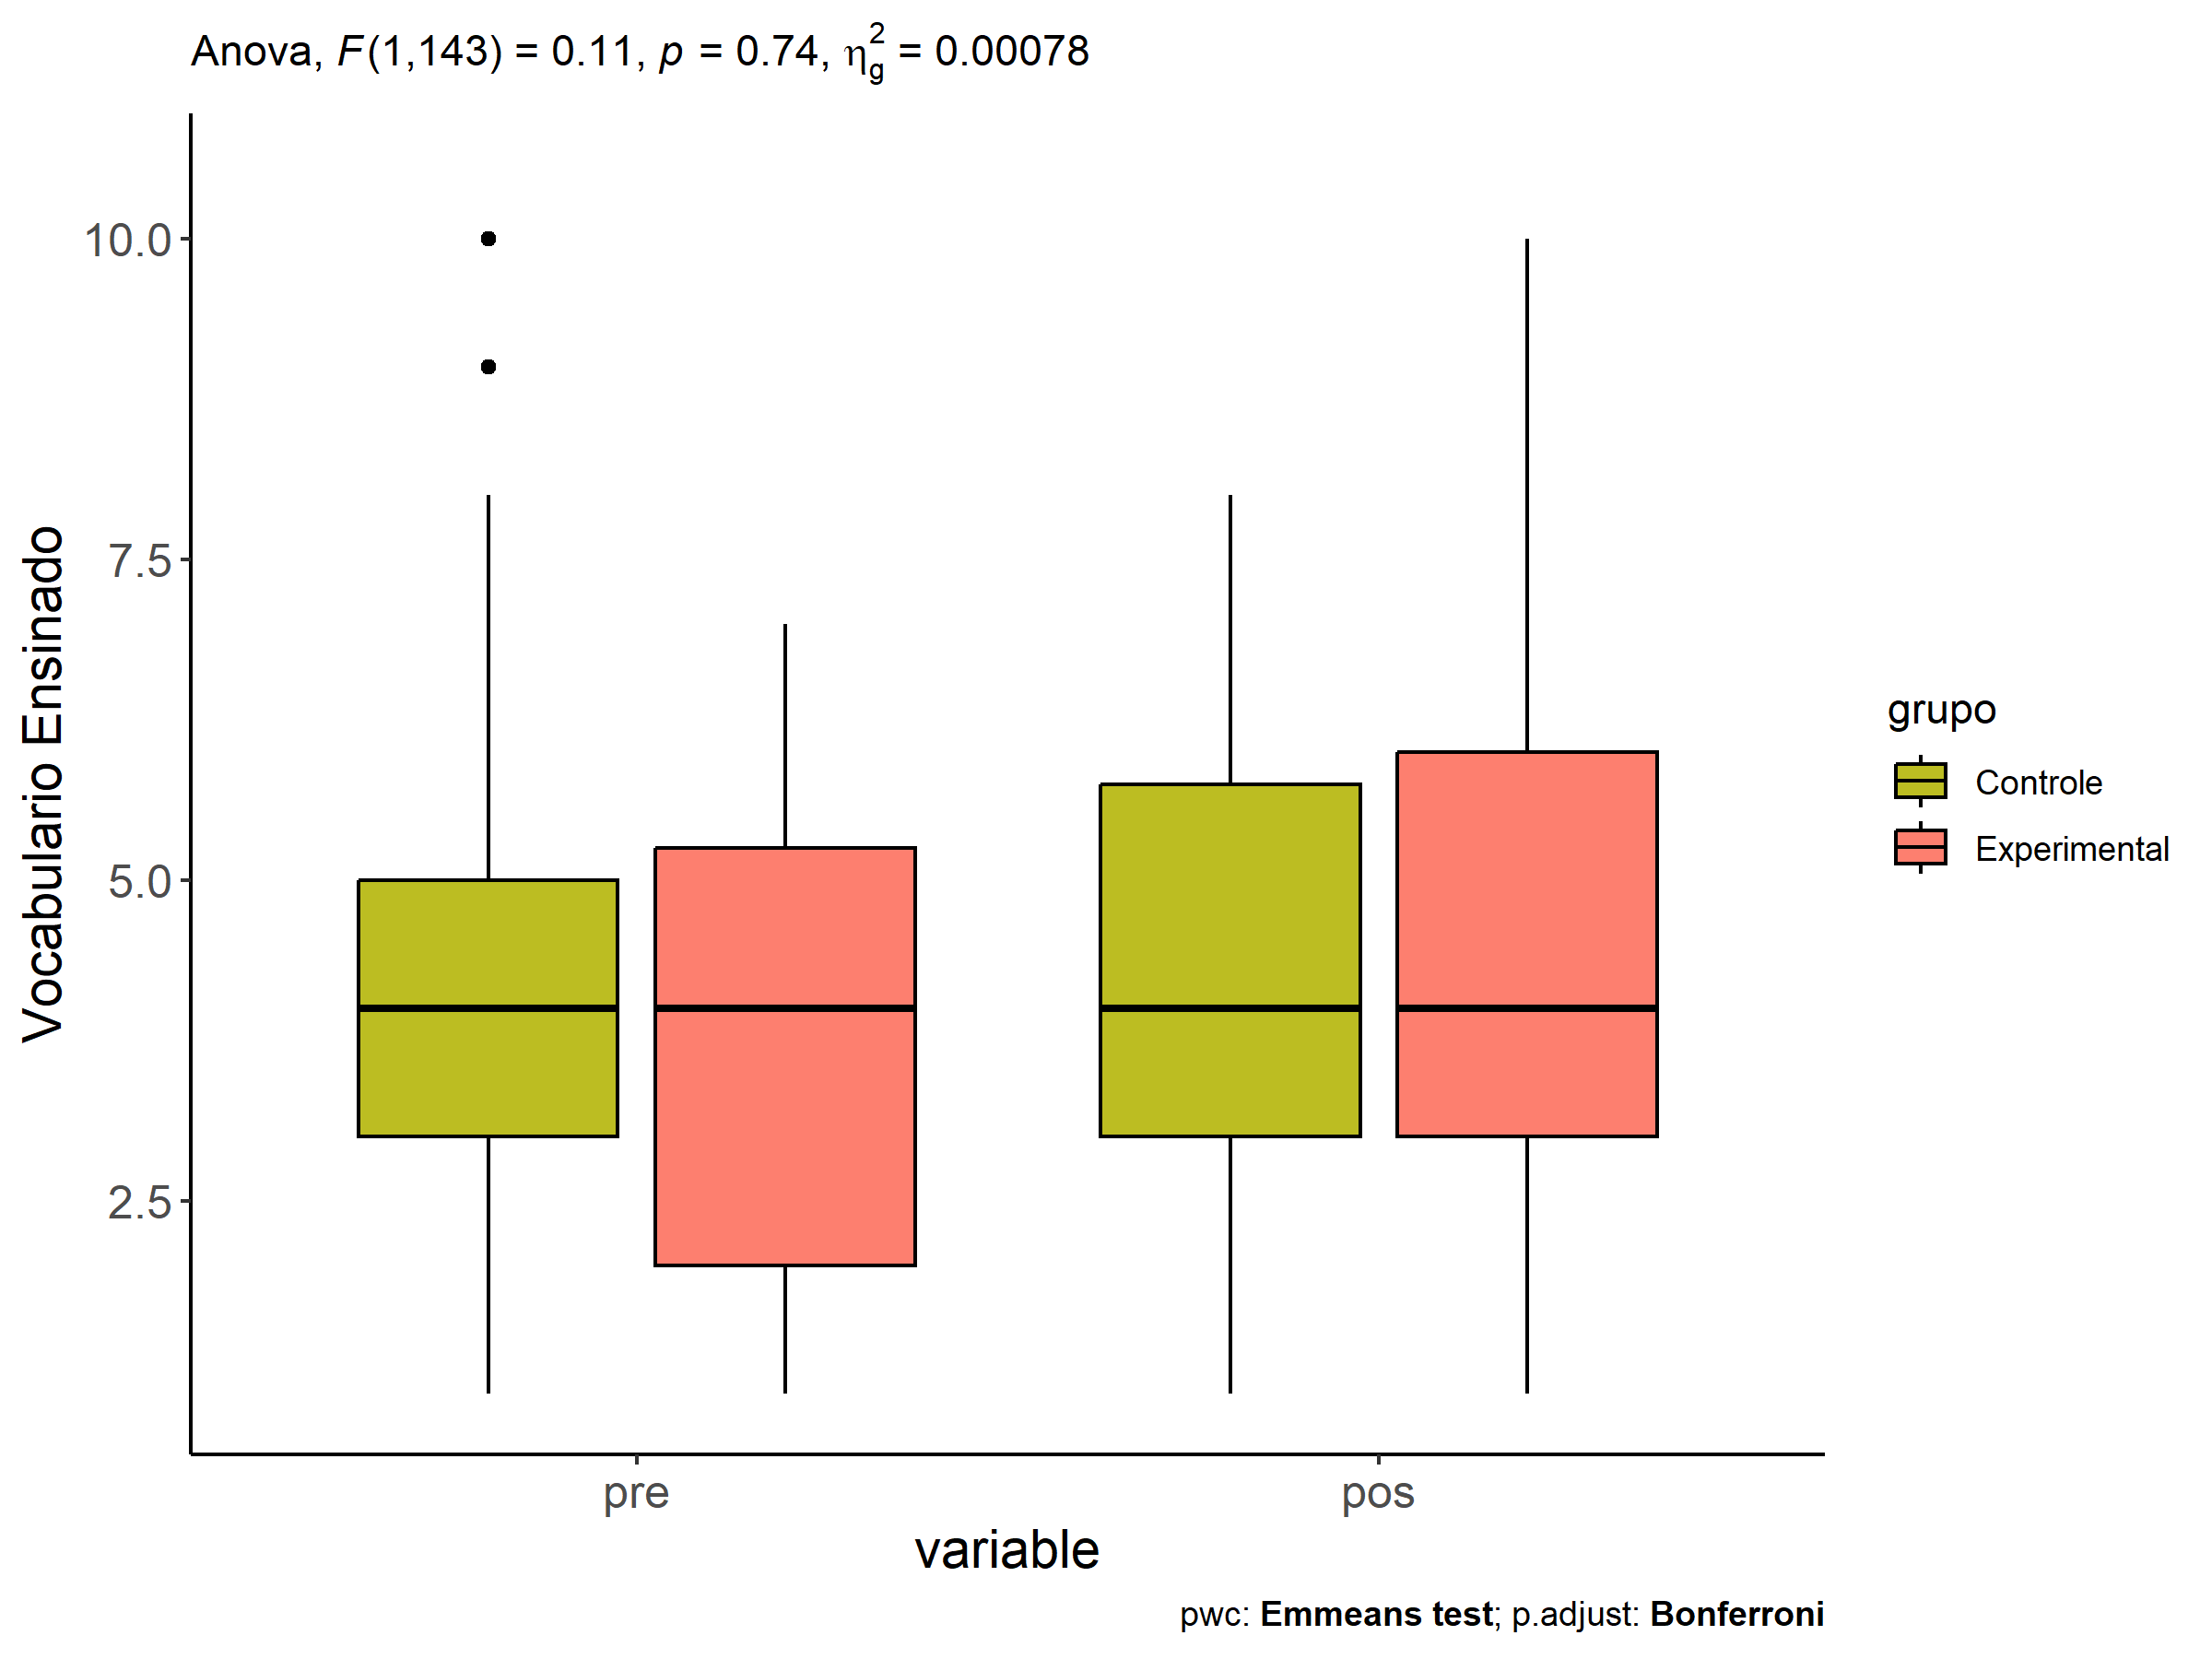 Anova, F(1,143) = 0.11, p = 0.74, η²g = 0.00078
Vocabulario Ensinado
10.0
7.5
5.0
2.5
pre
pos
variable
grupo
Controle
Experimental
pwc: Emmeans test; p.adjust: Bonferroni